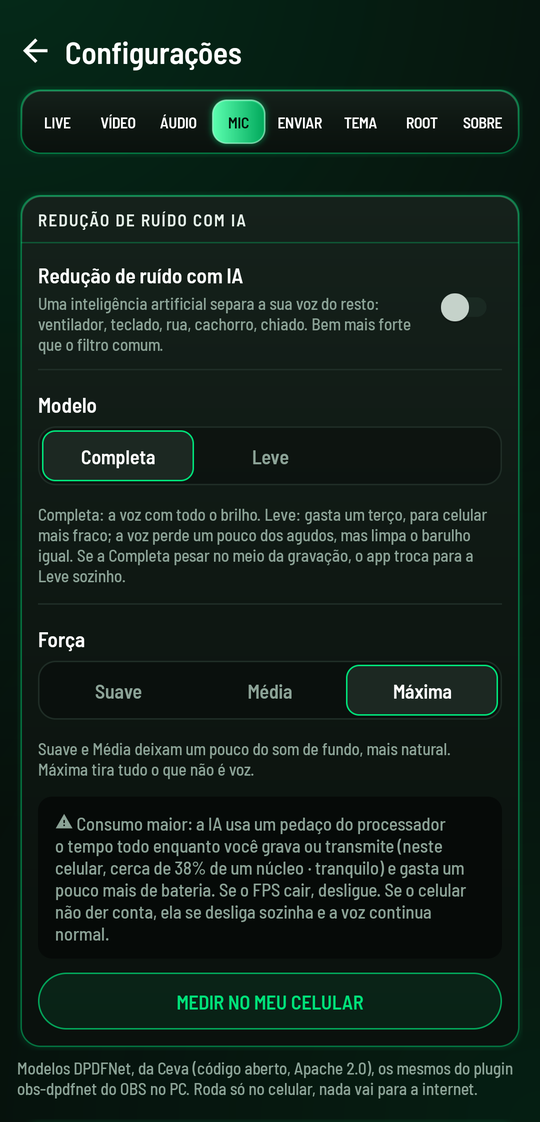 Configurações
LIVE VÍDEO ÁUDIO MIC ENVIAR TEMA ROOT SOBRE
REDUÇÃO DE RUÍDO COM IA
Redução de ruído com IA
Uma inteligência artificial separa a sua voz do resto:
ventilador, teclado, rua, cachorro, chiado. Bem mais forte
que o filtro comum.
Modelo
Completa Leve
Completa: a voz com todo o brilho. Leve: gasta um terço, para celular
mais fraco; a voz perde um pouco dos agudos, mas limpa o barulho
igual. Se a Completa pesar no meio da gravação, o app troca para a
Leve sozinho.
Força
Suave Média Máxima
Suave e Média deixam um pouco do som de fundo, mais natural.
Máxima tira tudo o que não é voz.
⚠ Consumo maior: a IA usa um pedaço do processador
o tempo todo enquanto você grava ou transmite (neste
celular, cerca de 38% de um núcleo · tranquilo) e gasta um
pouco mais de bateria. Se o FPS cair, desligue. Se o celular
não der conta, ela se desliga sozinha e a voz continua
normal.
MEDIR NO MEU CELULAR
Modelos DPDFNet, da Ceva (código aberto, Apache 2.0), os mesmos do plugin
obs-dpdfnet do OBS no PC. Roda só no celular, nada vai para a internet.